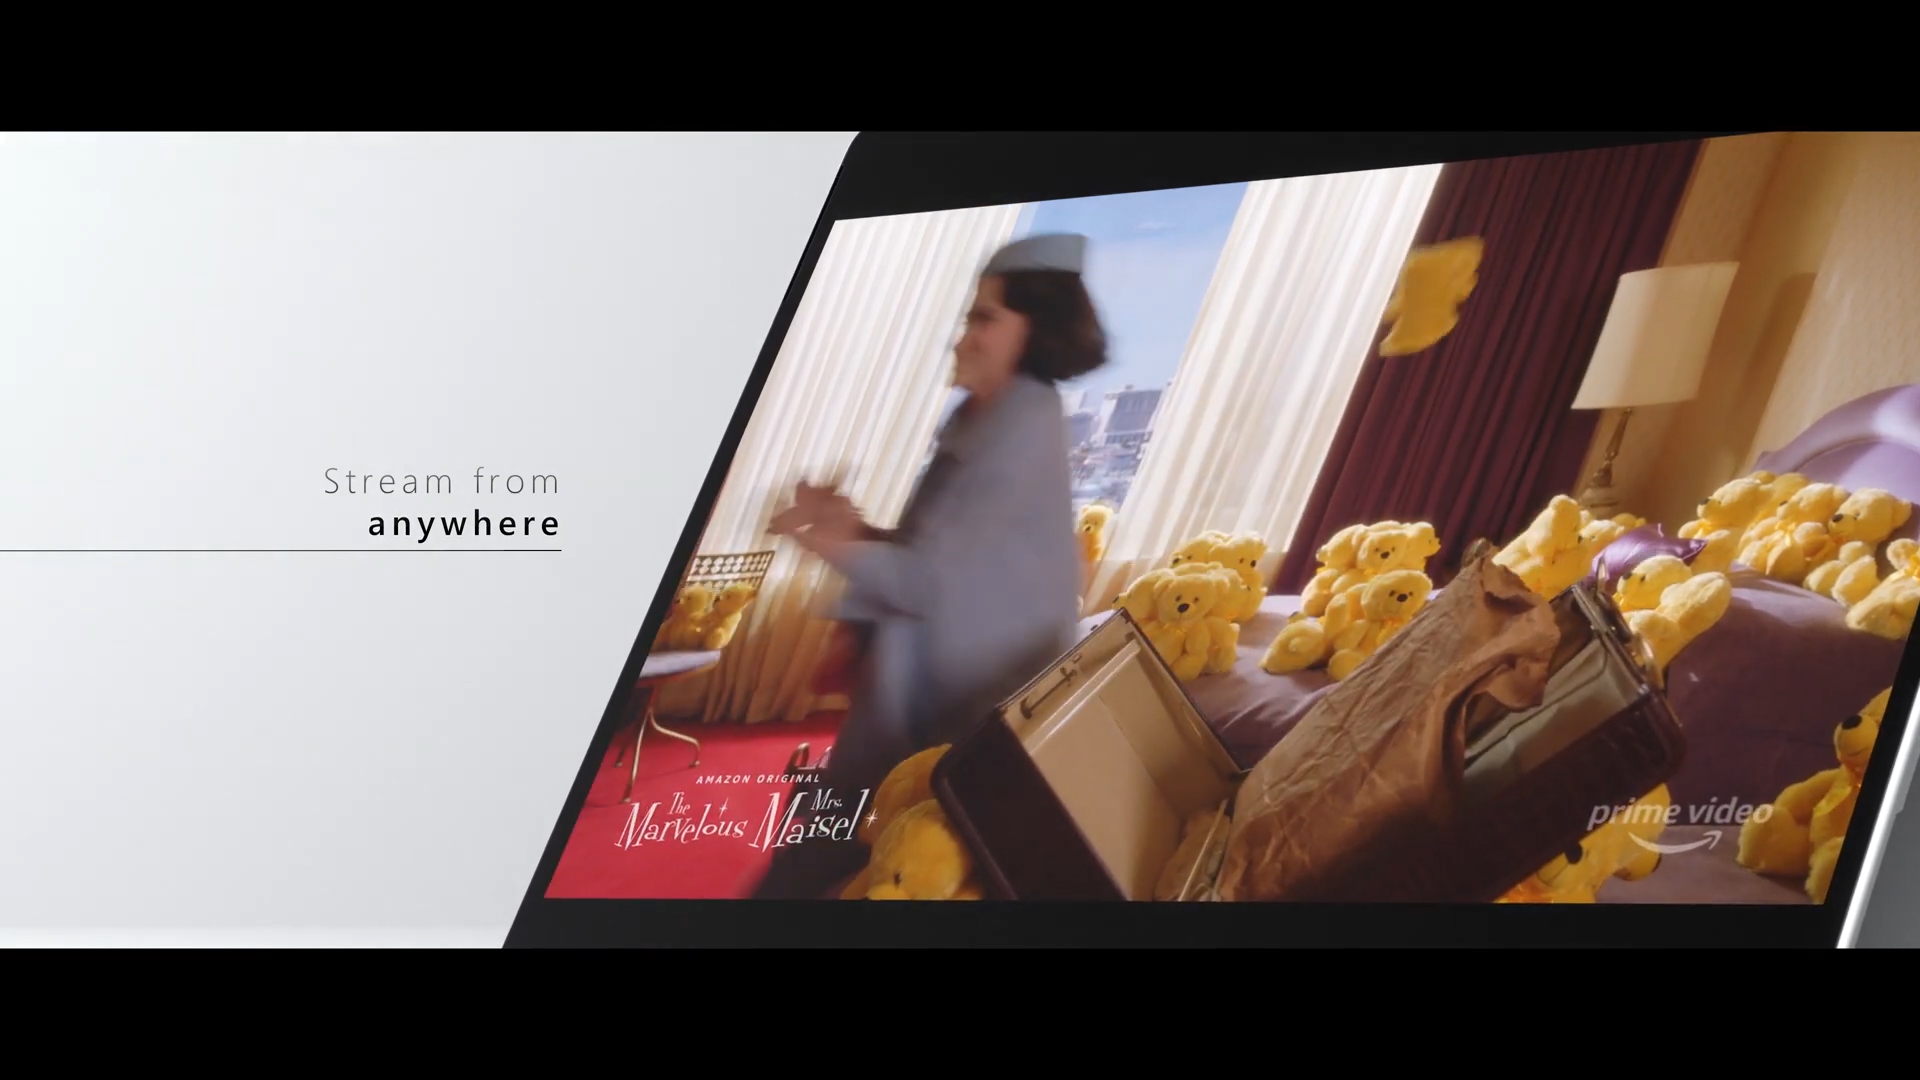 Stream from
anywhere
AMAZON ORIGINAL
The Marvelous Mrs. Maisel
prime video